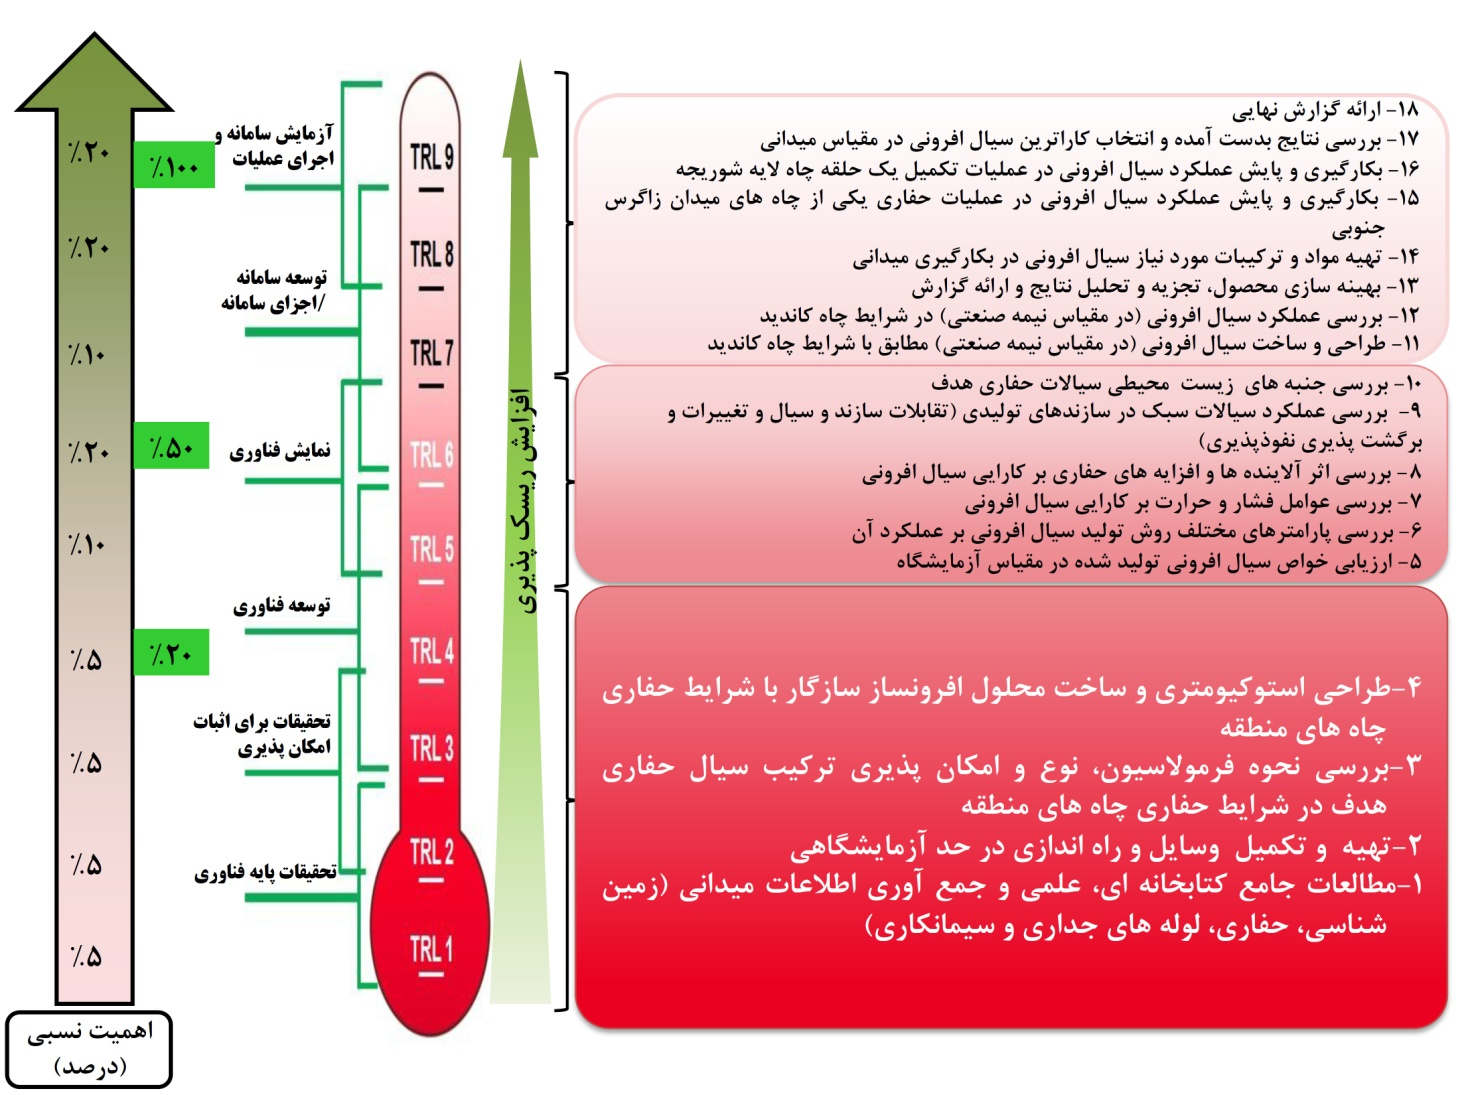 %۲۰
%۲۰
%۱۰
%۲۰
%۱۰
%۵
%۵
%۵
%۵
اهمیت نسبی
(درصد)
%۱۰۰
%۵۰
%۲۰
آزمایش سامانه و
اجرای عملیات
توسعه سامانه
/اجزای سامانه
نمایش فناوری
توسعه فناوری
تحقیقات برای اثبات
امکان پذیری
تحقیقات پایه فناوری
TRL 9
TRL 8
TRL 7
TRL 6
TRL 5
TRL 4
TRL 3
TRL 2
TRL 1
افزایش ریسک پذیری
۱۸- ارائه گزارش نهایی
۱۷- بررسی نتایج بدست آمده و انتخاب کاراترین سیال افرونی در مقیاس میدانی
۱۶- بکارگیری و پایش عملکرد سیال افرونی در عملیات تکمیل یک حلقه چاه لایه شوریجه
۱۵- بکارگیری و پایش عملکرد سیال افرونی در عملیات حفاری یکی از چاه های میدان زاگرس
جنوبی
۱۴- تهیه مواد و ترکیبات مورد نیاز سیال افرونی در بکارگیری میدانی
۱۳- بهینه سازی محصول، تجزیه و تحلیل نتایج و ارائه گزارش
۱۲- بررسی عملکرد سیال افرونی (در مقیاس نیمه صنعتی) در شرایط چاه کاندید
۱۱- طراحی و ساخت سیال افرونی (در مقیاس نیمه صنعتی) مطابق با شرایط چاه کاندید
۱۰- بررسی جنبه های زیست محیطی سیالات حفاری هدف
۹- بررسی عملکرد سیالات سبک در سازندهای تولیدی (تقابلات سازند و سیال و تغییرات و
برگشت پذیری نفوذپذیری)
۸- بررسی اثر آلاینده ها و افزایه های حفاری بر کارایی سیال افرونی
۷- بررسی عوامل فشار و حرارت بر کارایی سیال افرونی
۶- بررسی پارامترهای مختلف روش تولید سیال افرونی بر عملکرد آن
۵- ارزیابی خواص سیال افرونی تولید شده در مقیاس آزمایشگاه
۴-طراحی استوکیومتری و ساخت محلول افرونساز سازگار با شرایط حفاری
چاه های منطقه
۳-بررسی نحوه فرمولاسیون، نوع و امکان پذیری ترکیب سیال حفاری
هدف در شرایط حفاری چاه های منطقه
۲-تهیه و تکمیل وسایل و راه اندازی در حد آزمایشگاهی
۱-مطالعات جامع کتابخانه ای، علمی و جمع آوری اطلاعات میدانی (زمین
شناسی، حفاری، لوله های جداری و سیمانکاری)